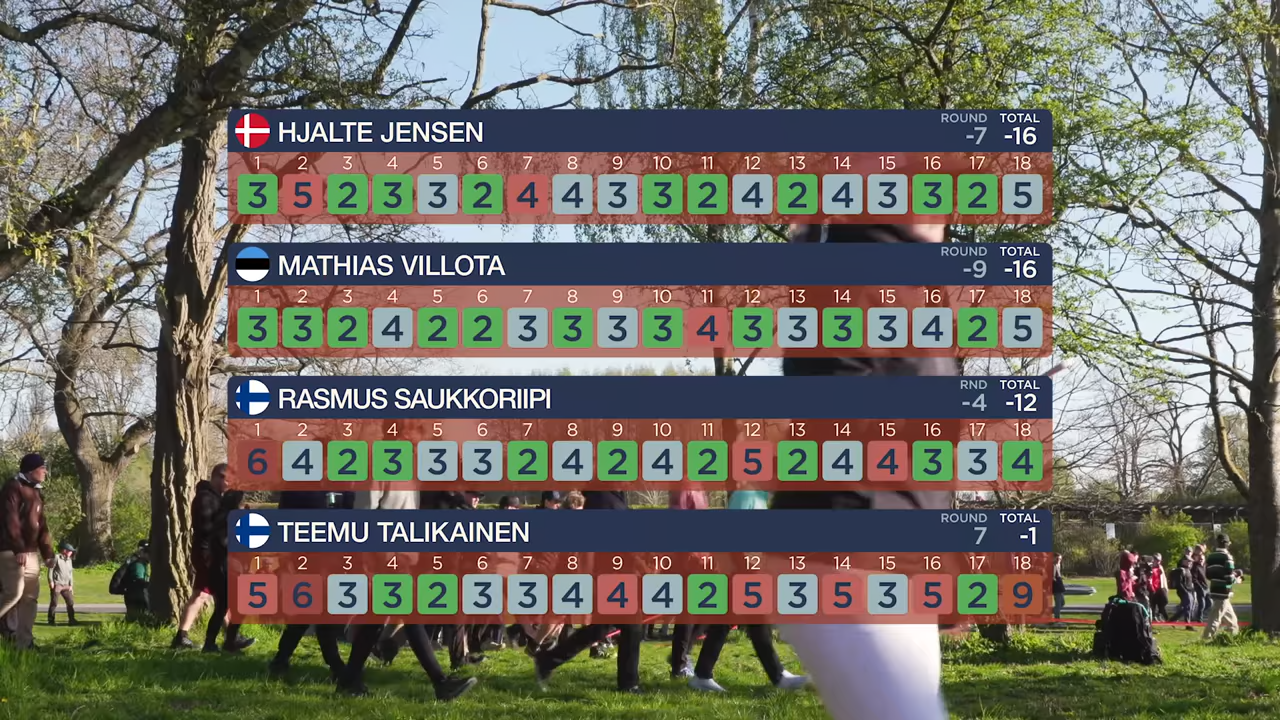 HJALTE JENSEN ROUND -7 TOTAL -16
1 2 3 4 5 6 7 8 9 10 11 12 13 14 15 16 17 18
3 5 2 3 3 2 4 4 3 3 2 4 2 4 3 3 2 5
MATHIAS VILLOTA ROUND -9 TOTAL -16
1 2 3 4 5 6 7 8 9 10 11 12 13 14 15 16 17 18
3 3 2 4 2 2 3 3 3 3 4 3 3 3 3 4 2 5
RASMUS SAUKKORIIPI RND -4 TOTAL -12
1 2 3 4 5 6 7 8 9 10 11 12 13 14 15 16 17 18
6 4 2 3 3 3 2 4 2 4 2 5 2 4 4 3 3 4
TEEMU TALIKAINEN ROUND 7 TOTAL -1
1 2 3 4 5 6 7 8 9 10 11 12 13 14 15 16 17 18
5 6 3 3 2 3 3 4 4 4 2 5 3 5 3 5 2 9